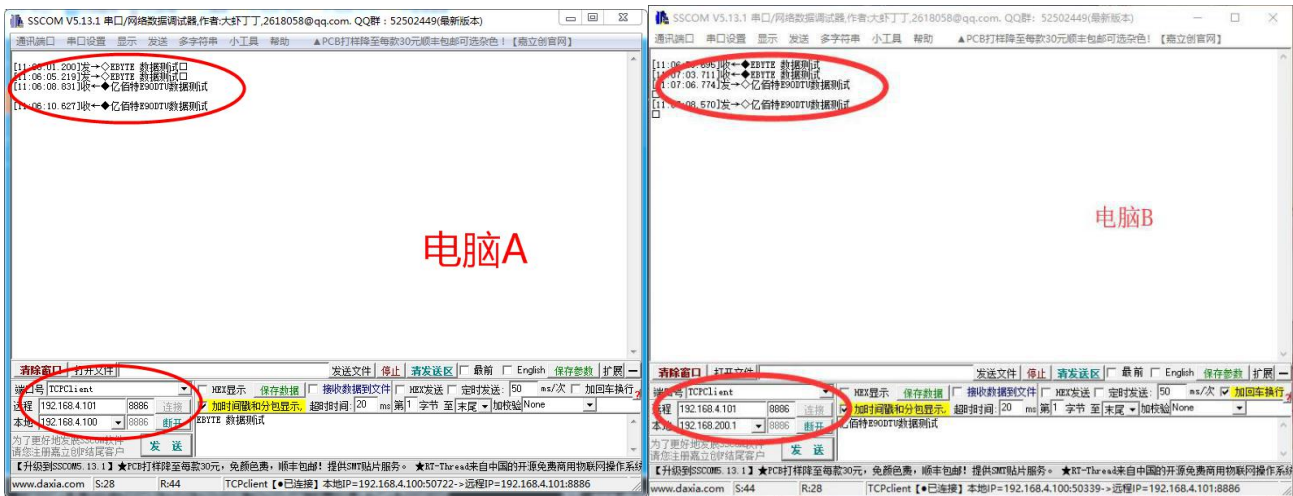 SSCOM V5.13.1 串口/网络数据调试器,作者:大虾丁丁,2618058@qq.com. QQ群:52502449(最新版本)
通讯端口 串口设置 显示 发送 多字符串 小工具 帮助 ▲PCB打样降至每款30元顺丰包邮可选杂色!【嘉立创官网】
[11:06:01.200]发→◇EBYTE 数据测试□
[11:06:05.219]发→◇EBYTE 数据测试□
[11:06:08.831]收←◆亿佰特E90DTU数据测试
[11:06:10.627]收←◆亿佰特E90DTU数据测试
电脑A
清除窗口 打开文件 发送文件 停止 清发送区 最前 English 保存参数 扩展 —
端口号 TCPClient HEX显示 保存数据 接收数据到文件 HEX发送 定时发送: 50 ms/次 加回车换行
远程 192.168.4.101 8886 连接 加时间戳和分包显示, 超时时间: 20 ms 第1 字节 至 末尾 加校验 None
本地 192.168.4.100 8886 断开 EBYTE 数据测试
为了更好地发展SSCOM软件
请您注册嘉立创F结尾客户
发 送
【升级到SSCOM5.13.1】★PCB打样降至每款30元,免颜色费,顺丰包邮!提供SMT贴片服务。★RT-Thread来自中国的开源免费商用物联网操作系统
www.daxia.com S:28 R:44 TCPclient【●已连接】本地IP=192.168.4.100:50722->远程IP=192.168.4.101:8886
SSCOM V5.13.1 串口/网络数据调试器,作者:大虾丁丁,2618058@qq.com. QQ群: 52502449(最新版本)
通讯端口 串口设置 显示 发送 多字符串 小工具 帮助 ▲PCB打样降至每款30元顺丰包邮可选杂色!【嘉立创官网】
收←◆EBYTE 数据测试
[11:07:03.711]收←◆EBYTE 数据测试
[11:07:06.774]发→◇亿佰特E90DTU数据测试
□
[11:07:08.570]发→◇亿佰特E90DTU数据测试
□
电脑B
清除窗口 打开文件 发送文件 停止 清发送区 最前 English 保存参数 扩展 —
端口号 TCPClient HEX显示 保存数据 接收数据到文件 HEX发送 定时发送: 50 ms/次 加回车换行
远程 192.168.4.101 8886 连接 加时间戳和分包显示, 超时时间: 20 ms 第1 字节 至 末尾 加校验 None
本地 192.168.200.1 8886 断开 亿佰特E90DTU数据测试
为了更好地发展SSCOM软件
请您注册嘉立创F结尾客户
发 送
【升级到SSCOM5.13.1】★PCB打样降至每款30元,免颜色费,顺丰包邮!提供SMT贴片服务。★RT-Thread来自中国的开源免费商用物联网操作系统
www.daxia.com S:44 R:28 TCPClient【●已连接】本地IP=192.168.4.100:50339->远程IP=192.168.4.101:8886